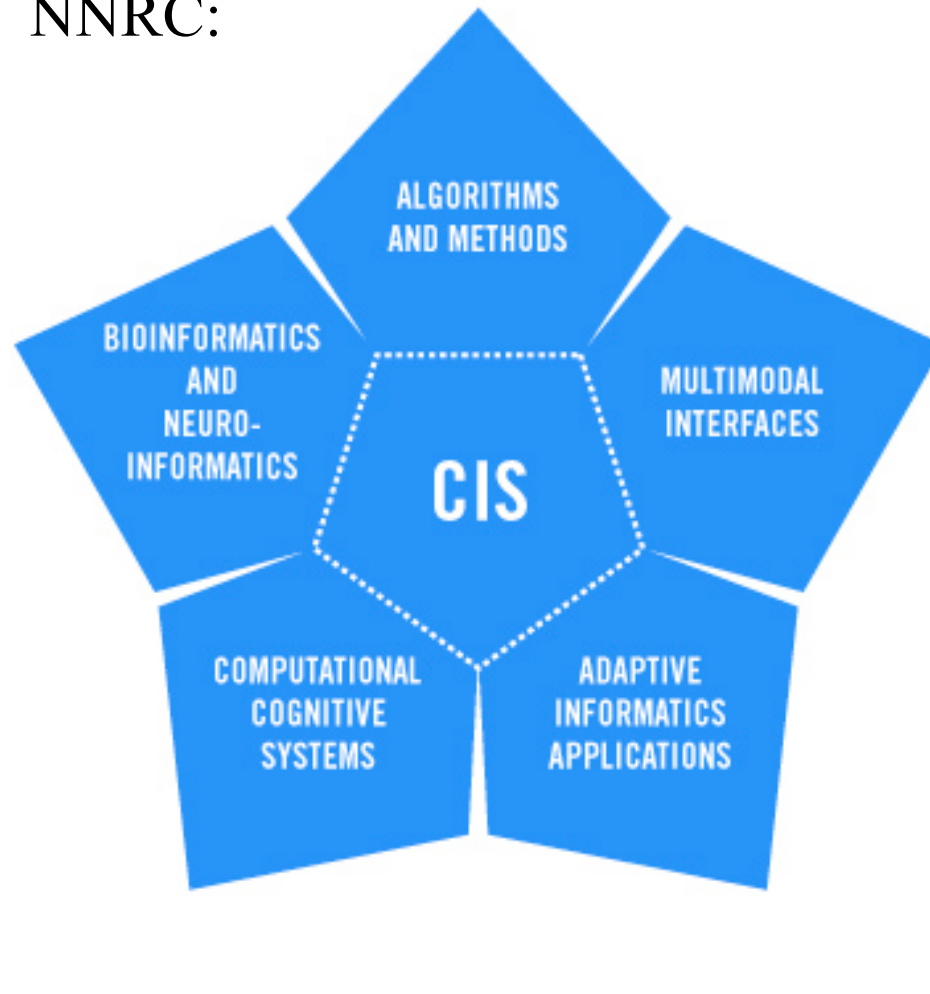 NNRC:
ALGORITHMS
AND METHODS
BIOINFORMATICS
AND
NEURO-
INFORMATICS
MULTIMODAL
INTERFACES
CIS
COMPUTATIONAL
COGNITIVE
SYSTEMS
ADAPTIVE
INFORMATICS
APPLICATIONS